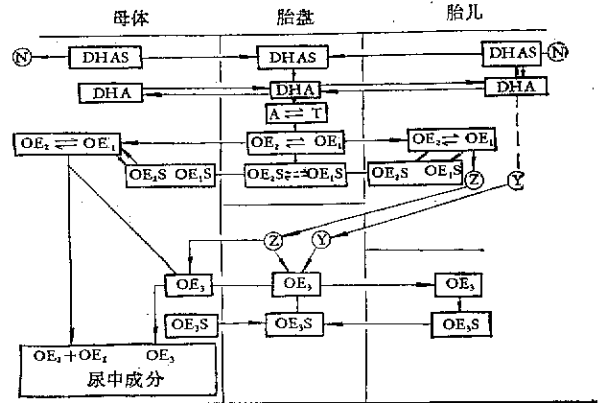 母体 胎盘 胎儿
N DHAS DHAS DHAS N
DHA DHA DHA
A ⇌ T
OE₂ ⇌ OE₁ OE₂ ⇌ OE₁ OE₂ ⇌ OE₁
OE₂S OE₁S OE₂S ⇌ OE₁S OE₂S OE₁S
Z Y
Z Y
OE₃ OE₃ OE₃
OE₃S OE₃S OE₃S
OE₂+OE₁ OE₃
尿中成分